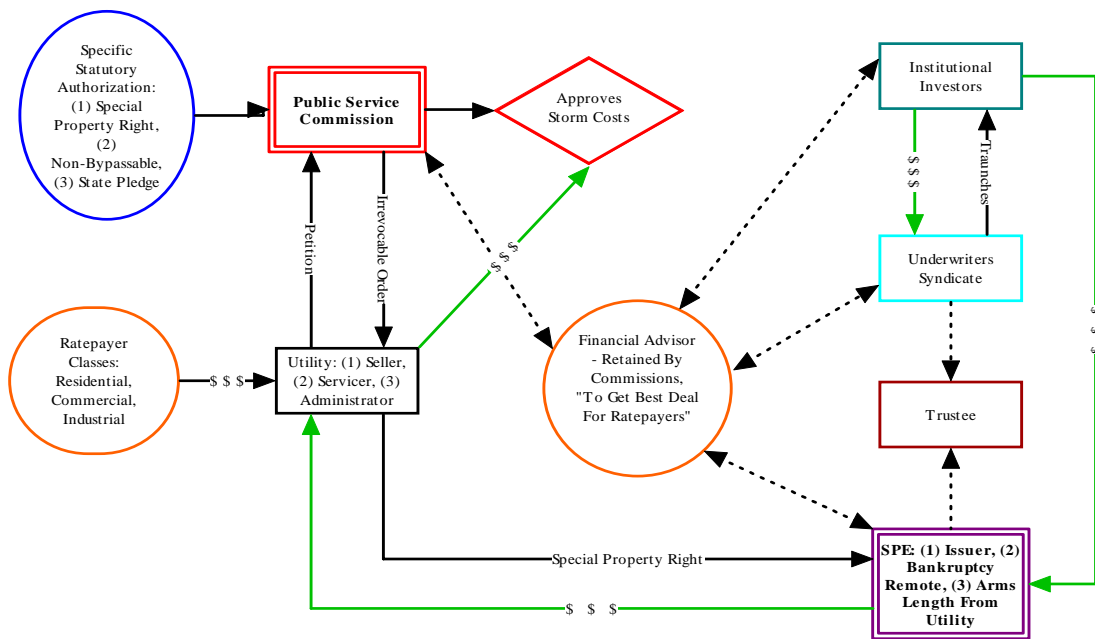 Specific
Statutory
Authorization:
(1) Special
Property Right,
(2)
Non-Bypassable,
(3) State Pledge
Public Service
Commission
Approves
Storm Costs
Institutional
Investors
$ $ $
Traunches
$ $ $
Petition
Irrevocable Order
$ $ $
Underwriters
Syndicate
Ratepayer
Classes:
Residential,
Commercial,
Industrial
$ $ $
Utility: (1) Seller,
(2) Servicer, (3)
Administrator
Financial Advisor
- Retained By
Commissions,
"To Get Best Deal
For Ratepayers"
Trustee
Special Property Right
SPE: (1) Issuer, (2)
Bankruptcy
Remote, (3) Arms
Length From
Utility
$ $ $